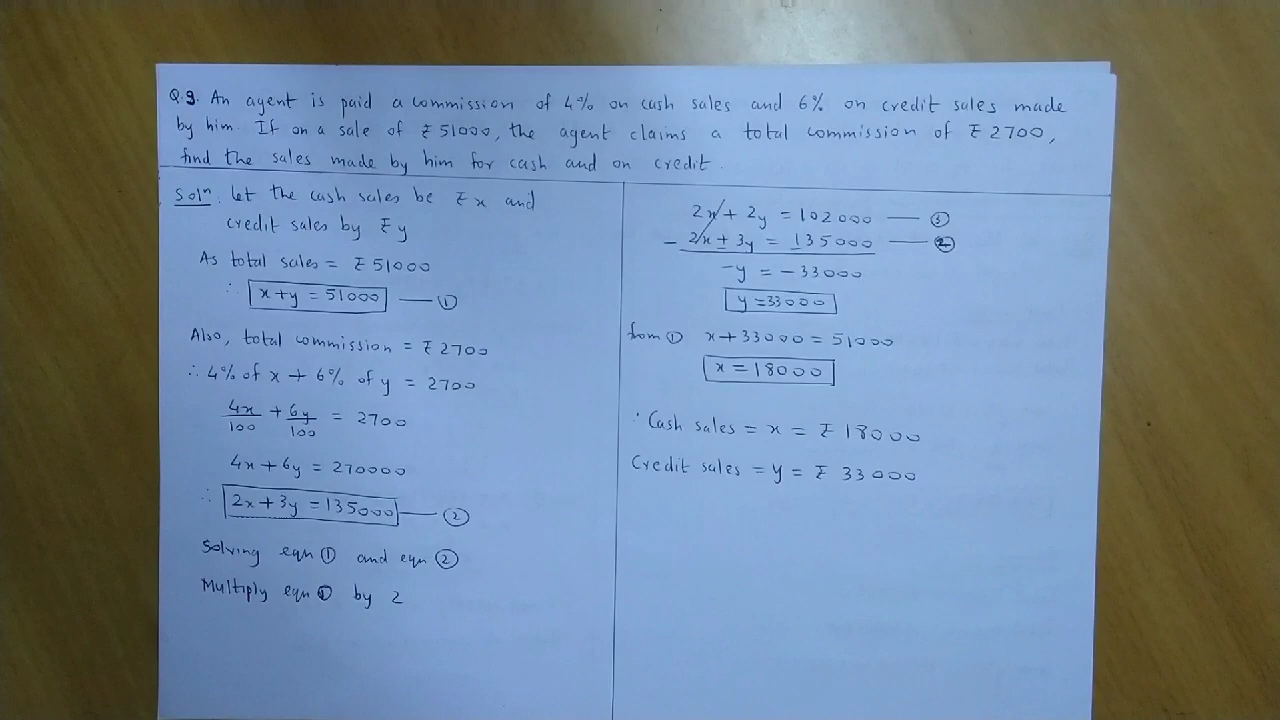 Q.9. An agent is paid a commission of 4% on cash sales and 6% on credit sales made
by him. If on a sale of ₹51000, the agent claims a total commission of ₹2700,
find the sales made by him for cash and on credit.
Solⁿ. Let the cash sales be ₹x and
credit sales by ₹y
As total sales = ₹51000
∴ x+y = 51000 — ①
Also, total commission = ₹2700
∴ 4% of x + 6% of y = 2700
4x/100 + 6y/100 = 2700
4x + 6y = 270000
∴ 2x+3y = 135000 — ②
Solving eqn ① and eqn ②
Multiply eqn ① by 2
2x + 2y = 102000 — ③
- 2x + 3y = 135000 — ②
-y = -33000
y = 33000
from ① x+33000 = 51000
x = 18000
∴ Cash sales = x = ₹18000
Credit sales = y = ₹33000